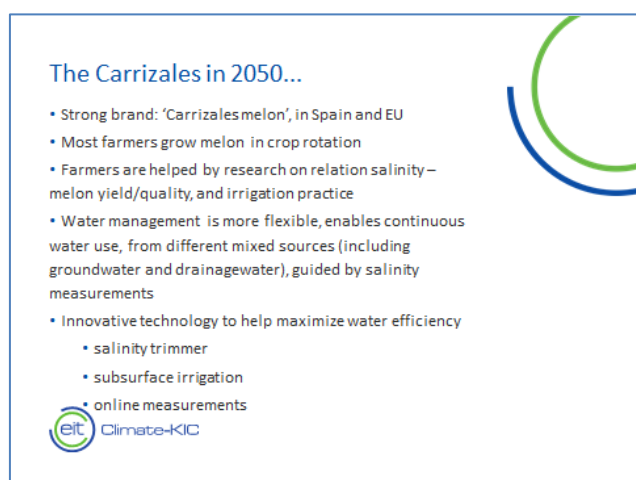 The Carrizales in 2050...
• Strong brand: ‘Carrizales melon’, in Spain and EU
• Most farmers grow melon in crop rotation
• Farmers are helped by research on relation salinity –
melon yield/quality, and irrigation practice
• Water management is more flexible, enables continuous
water use, from different mixed sources (including
groundwater and drainagewater), guided by salinity
measurements
• Innovative technology to help maximize water efficiency
• salinity trimmer
• subsurface irrigation
• online measurements
eit Climate-KIC